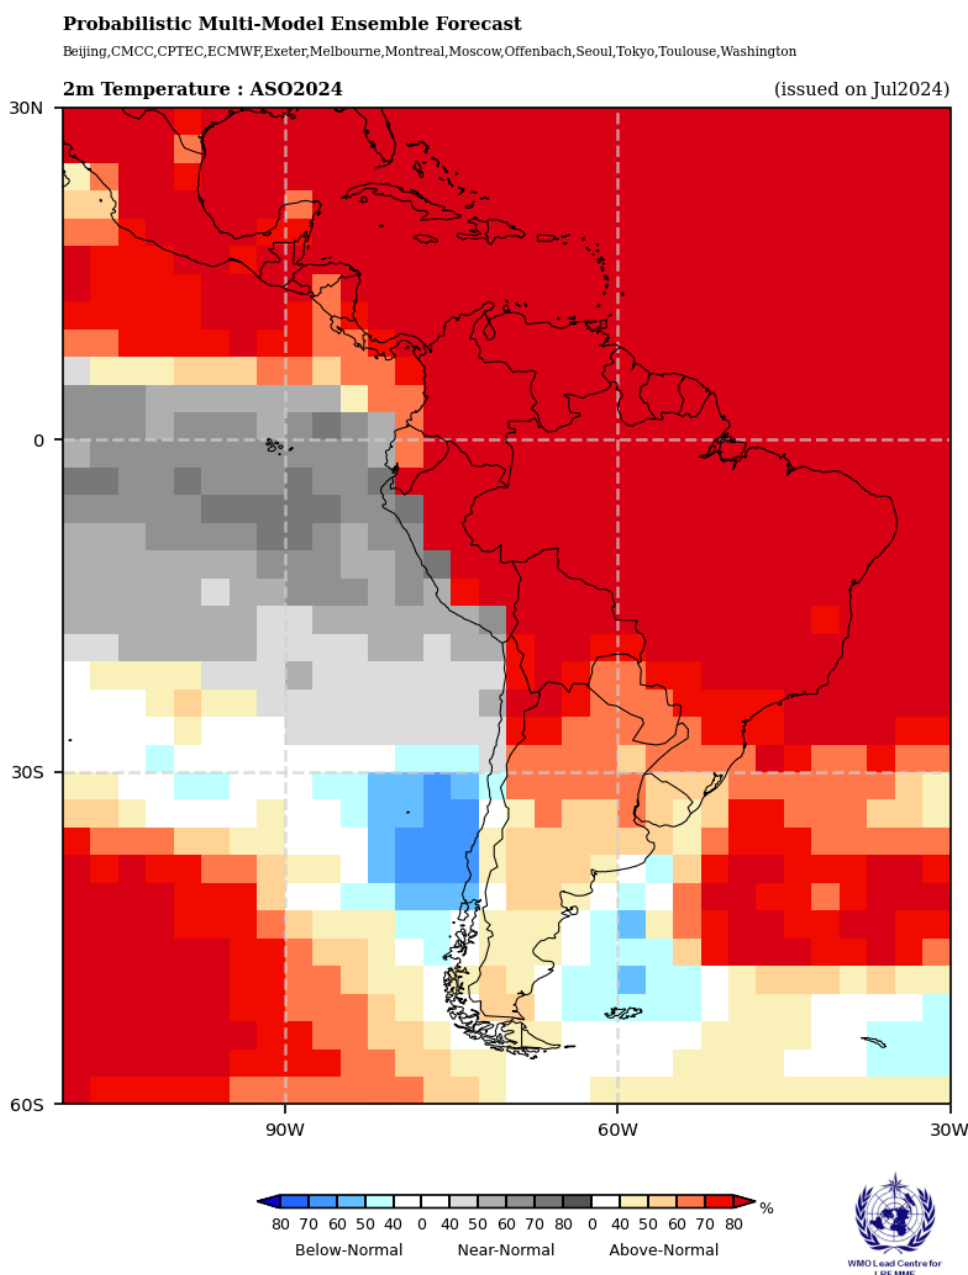 Probabilistic Multi-Model Ensemble Forecast
Beijing,CMCC,CPTEC,ECMWF,Exeter,Melbourne,Montreal,Moscow,Offenbach,Seoul,Tokyo,Toulouse,Washington
2m Temperature : ASO2024 (issued on Jul2024)
30N
0
30S
60S
90W 60W 30W
80 70 60 50 40 0 40 50 60 70 80 0 40 50 60 70 80 %
Below-Normal Near-Normal Above-Normal
WMO Lead Centre for
LRFMME